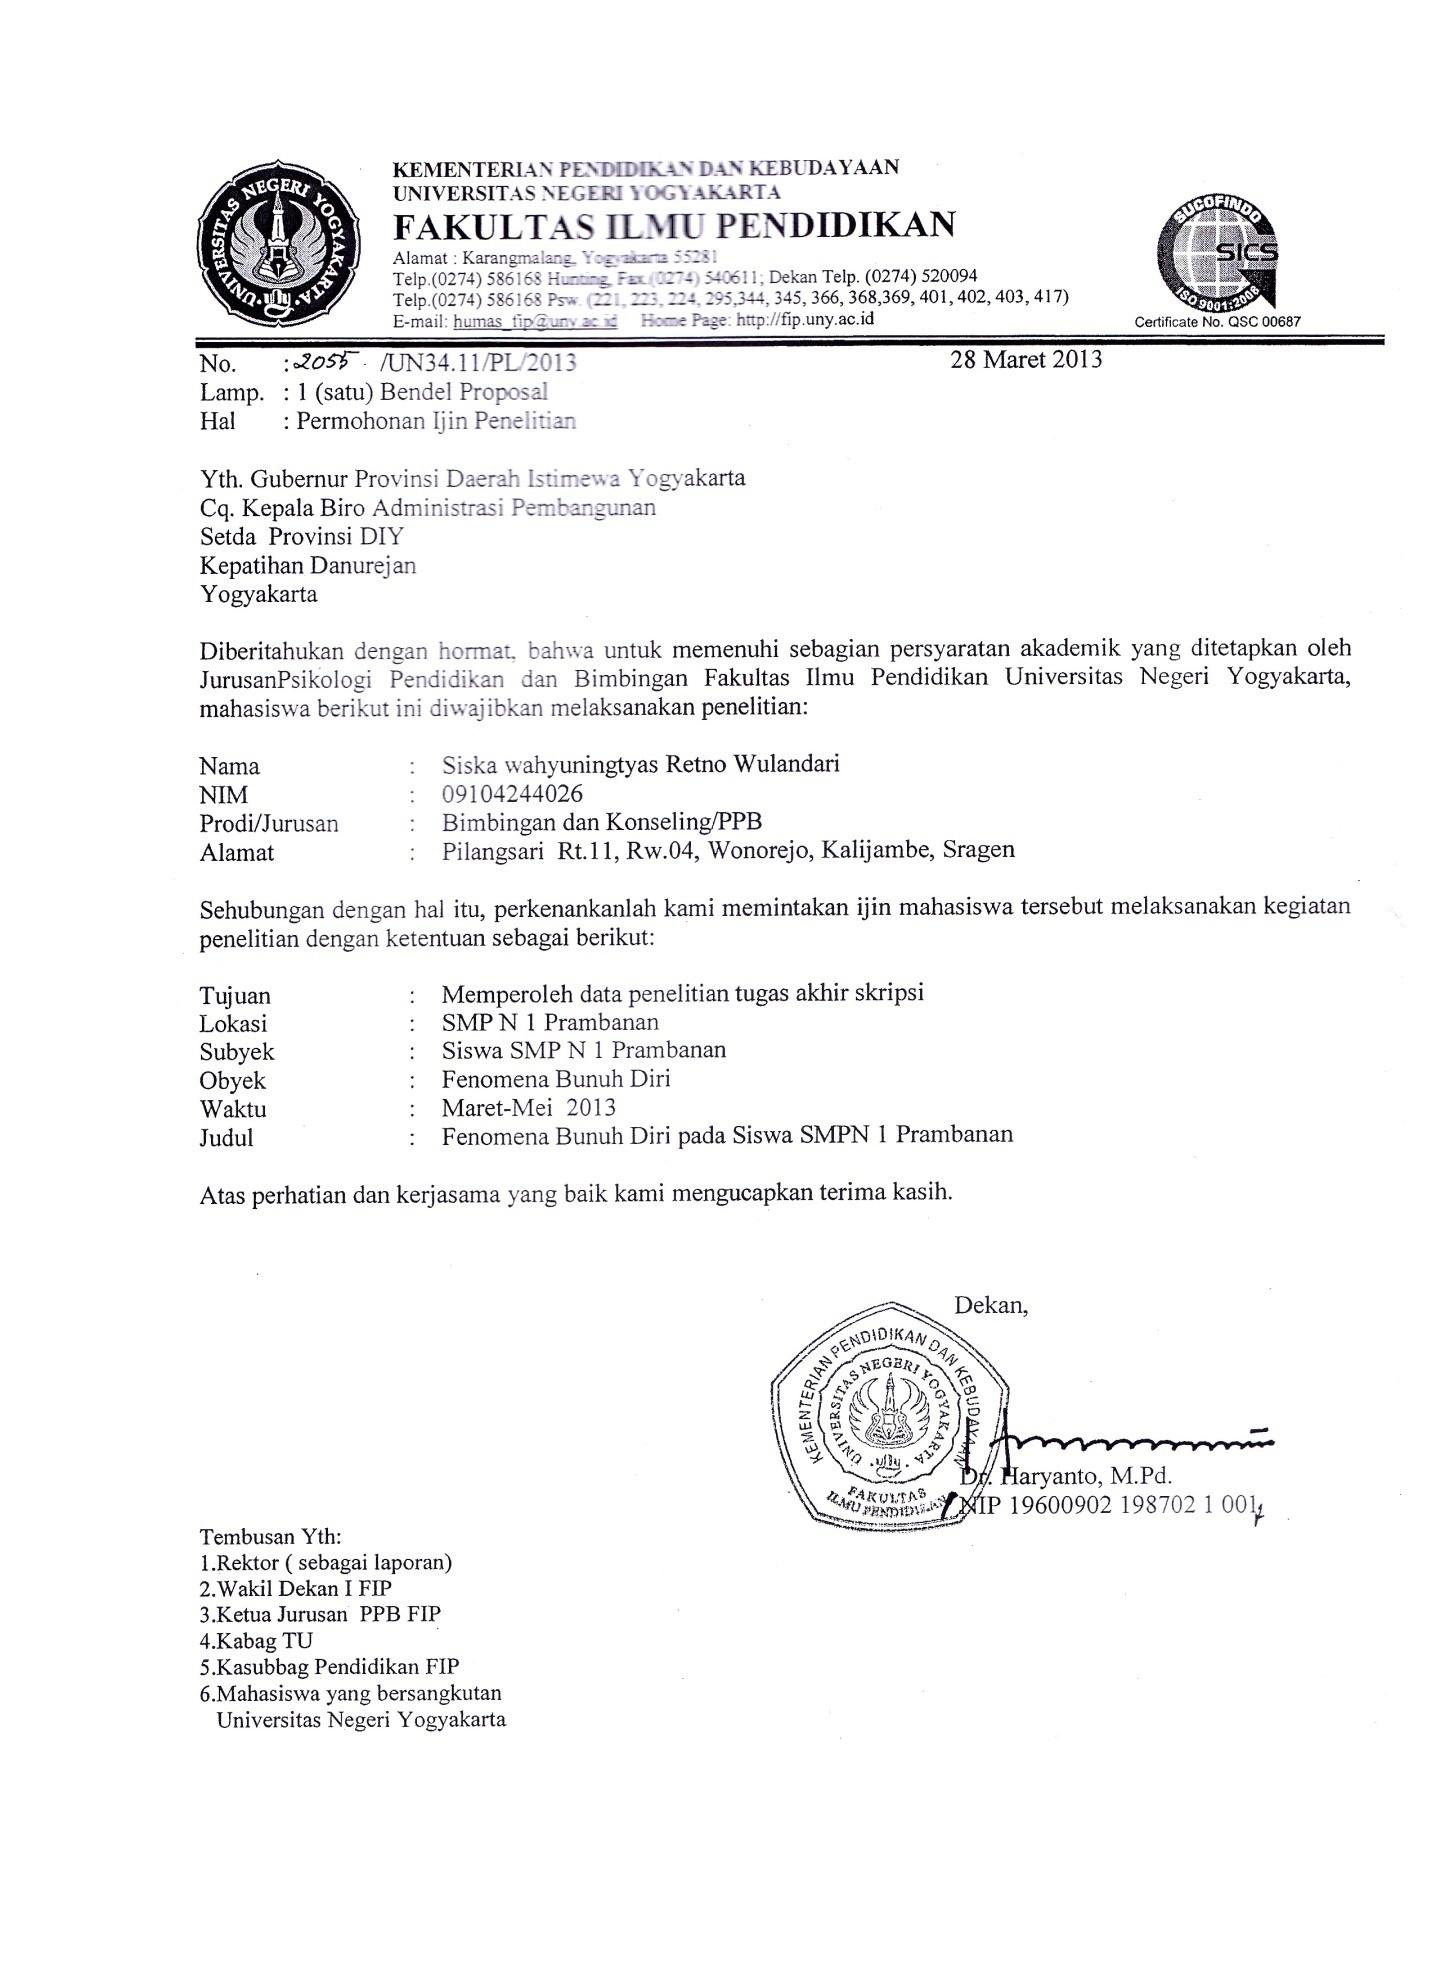 UNIVERSITAS NEGERI YOGYAKARTA
KEMENTERIAN PENDIDIKAN DAN KEBUDAYAAN
UNIVERSITAS NEGERI YOGYAKARTA
FAKULTAS ILMU PENDIDIKAN
Alamat : Karangmalang, Yogyakarta 55281
Telp.(0274) 586168 Hunting, Fax.(0274) 540611; Dekan Telp. (0274) 520094
Telp.(0274) 586168 Psw. (221, 223, 224, 295,344, 345, 366, 368,369, 401, 402, 403, 417)
E-mail: humas_fip@uny.ac.id Home Page: http://fip.uny.ac.id
SUCOFINDO
SICS
ISO 9001:2008
Certificate No. QSC 00687
No. : 2055 /UN34.11/PL/2013 28 Maret 2013
Lamp. : 1 (satu) Bendel Proposal
Hal : Permohonan Ijin Penelitian
Yth. Gubernur Provinsi Daerah Istimewa Yogyakarta
Cq. Kepala Biro Administrasi Pembangunan
Setda Provinsi DIY
Kepatihan Danurejan
Yogyakarta
Diberitahukan dengan hormat, bahwa untuk memenuhi sebagian persyaratan akademik yang ditetapkan oleh
JurusanPsikologi Pendidikan dan Bimbingan Fakultas Ilmu Pendidikan Universitas Negeri Yogyakarta,
mahasiswa berikut ini diwajibkan melaksanakan penelitian:
Nama : Siska wahyuningtyas Retno Wulandari
NIM : 09104244026
Prodi/Jurusan : Bimbingan dan Konseling/PPB
Alamat : Pilangsari Rt.11, Rw.04, Wonorejo, Kalijambe, Sragen
Sehubungan dengan hal itu, perkenankanlah kami memintakan ijin mahasiswa tersebut melaksanakan kegiatan
penelitian dengan ketentuan sebagai berikut:
Tujuan : Memperoleh data penelitian tugas akhir skripsi
Lokasi : SMP N 1 Prambanan
Subyek : Siswa SMP N 1 Prambanan
Obyek : Fenomena Bunuh Diri
Waktu : Maret-Mei 2013
Judul : Fenomena Bunuh Diri pada Siswa SMPN 1 Prambanan
Atas perhatian dan kerjasama yang baik kami mengucapkan terima kasih.
Dekan,
KEMENTERIAN PENDIDIKAN DAN KEBUDAYAAN
UNIVERSITAS NEGERI YOGYAKARTA
FAKULTAS
ILMU PENDIDIKAN
Dr. Haryanto, M.Pd.
NIP 19600902 198702 1 001
Tembusan Yth:
1.Rektor ( sebagai laporan)
2.Wakil Dekan I FIP
3.Ketua Jurusan PPB FIP
4.Kabag TU
5.Kasubbag Pendidikan FIP
6.Mahasiswa yang bersangkutan
Universitas Negeri Yogyakarta